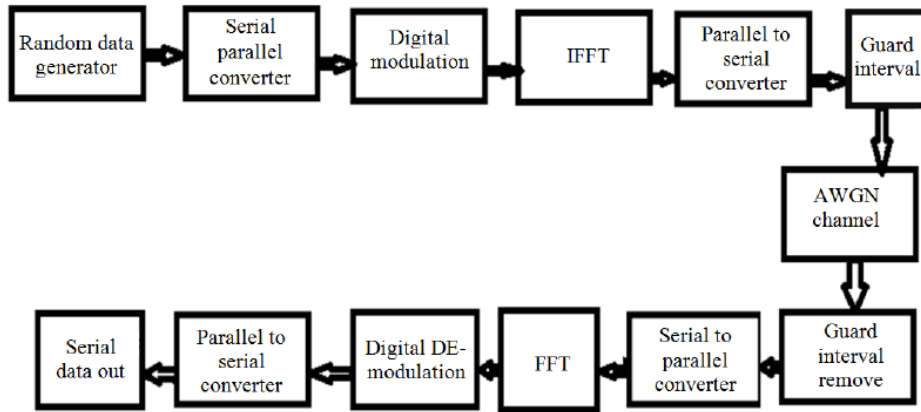 Random data
generator
Serial
parallel
converter
Digital
modulation
IFFT
Parallel to
serial
converter
Guard
interval
AWGN
channel
Guard
interval
remove
Serial to
parallel
converter
FFT
Digital DE-
modulation
Parallel to
serial
converter
Serial
data out